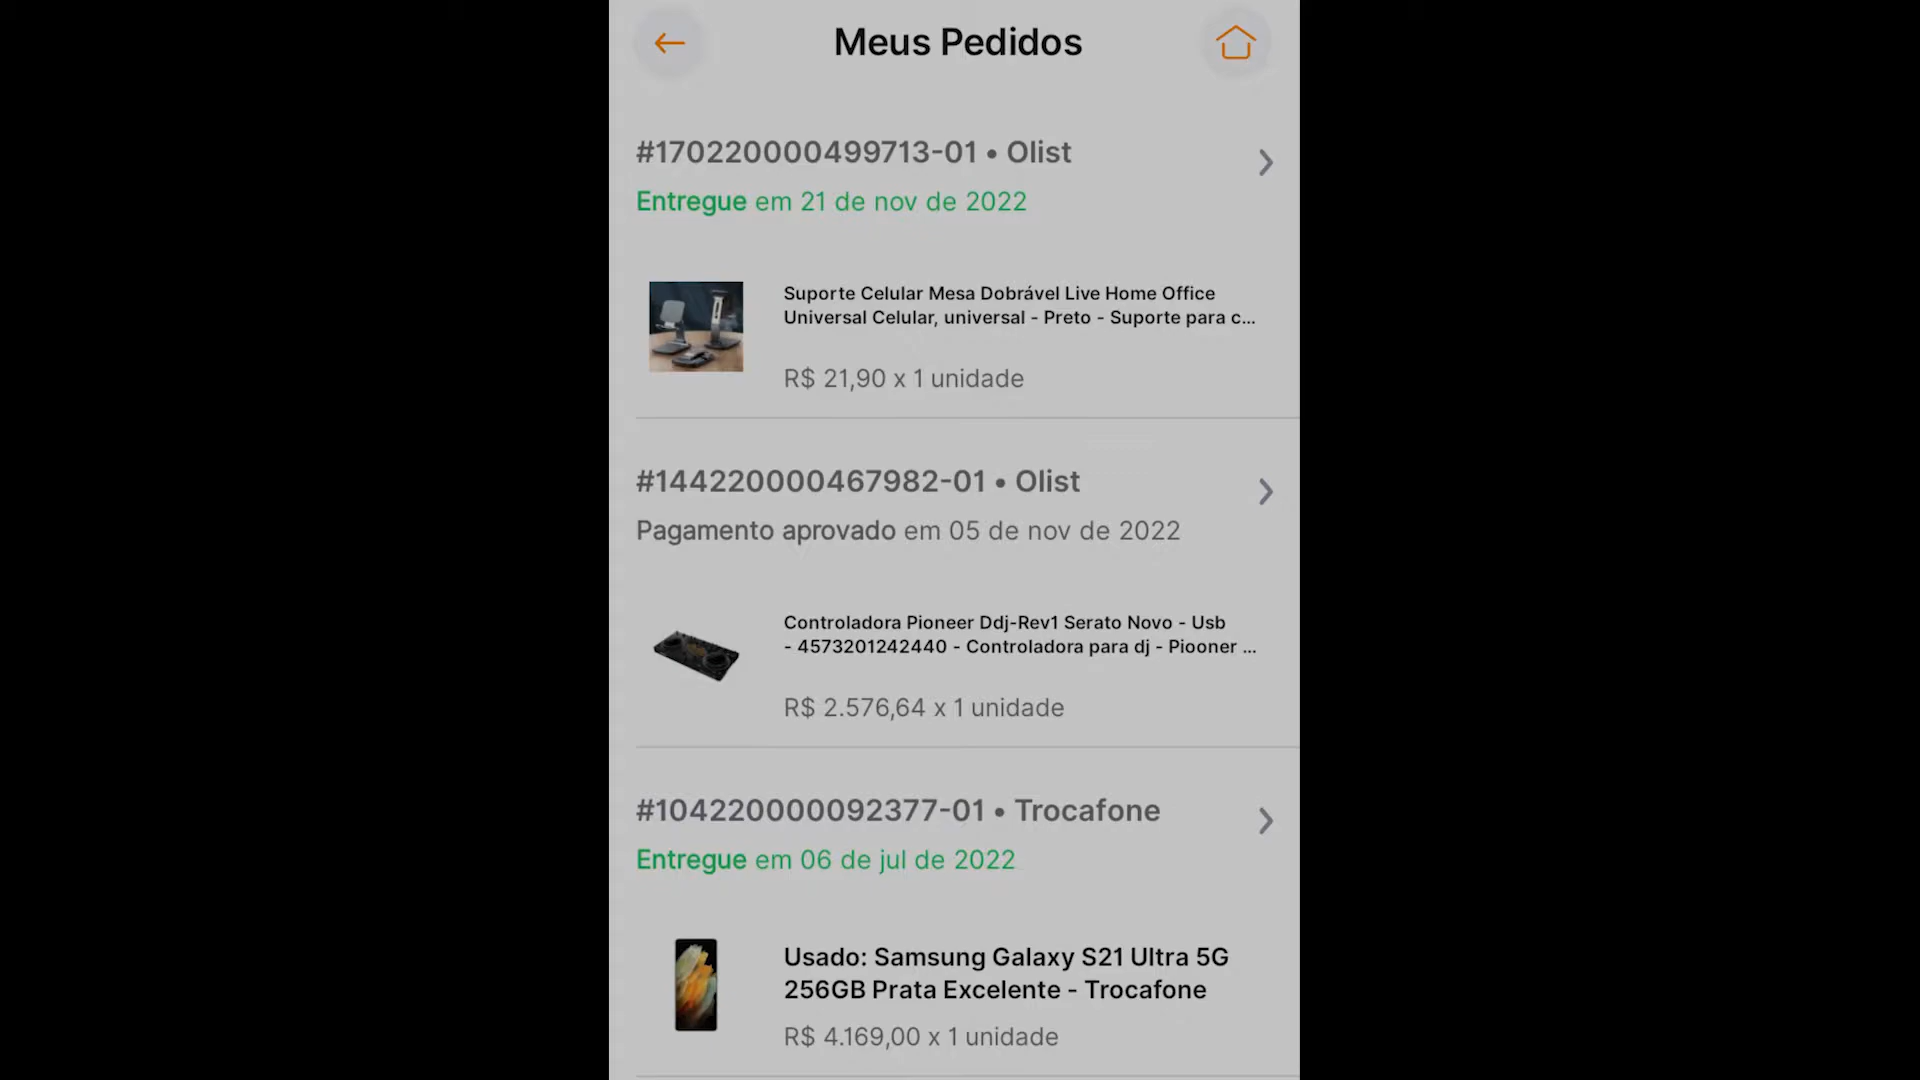 Meus Pedidos
#170220000499713-01 • Olist
Entregue em 21 de nov de 2022
Suporte Celular Mesa Dobrável Live Home Office
Universal Celular, universal - Preto - Suporte para c...
R$ 21,90 x 1 unidade
#144220000467982-01 • Olist
Pagamento aprovado em 05 de nov de 2022
Controladora Pioneer Ddj-Rev1 Serato Novo - Usb
- 4573201242440 - Controladora para dj - Piooner ...
R$ 2.576,64 x 1 unidade
#104220000092377-01 • Trocafone
Entregue em 06 de jul de 2022
Usado: Samsung Galaxy S21 Ultra 5G
256GB Prata Excelente - Trocafone
R$ 4.169,00 x 1 unidade